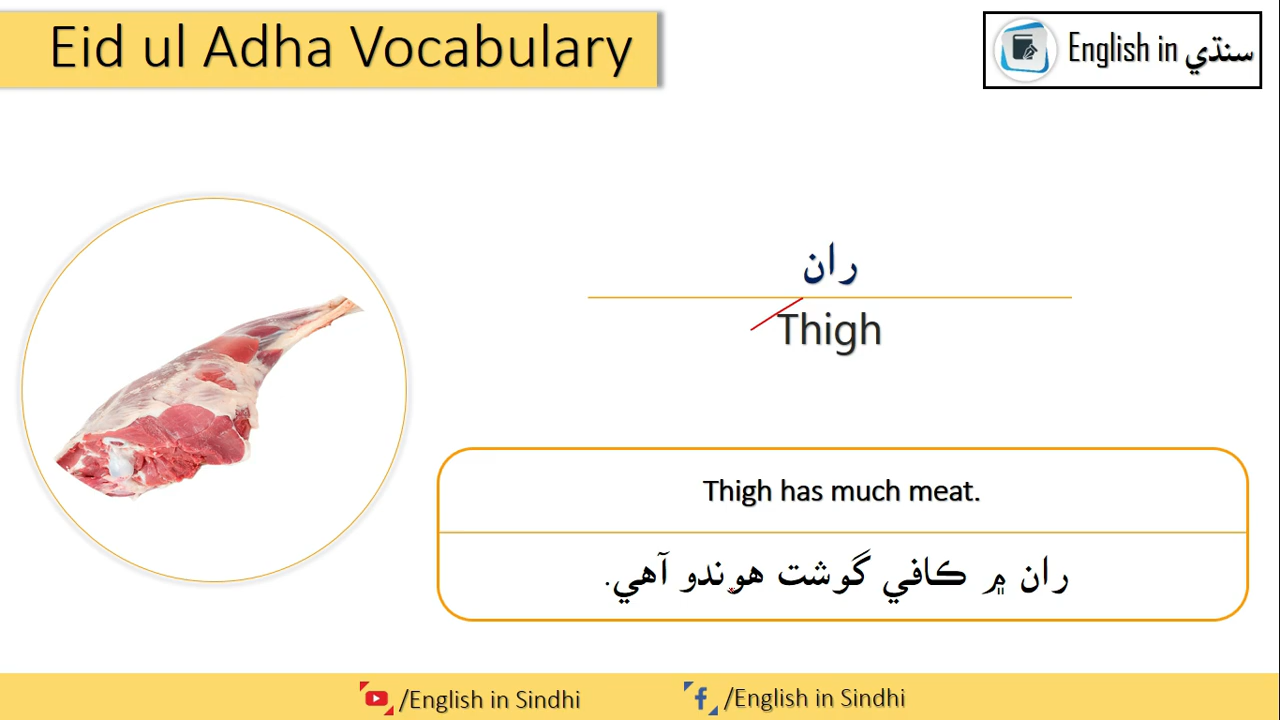 Eid ul Adha Vocabulary
English in سنڌي
ران
Thigh
Thigh has much meat.
ران ۾ ڪافي گوشت هوندو آهي.
/English in Sindhi
/English in Sindhi